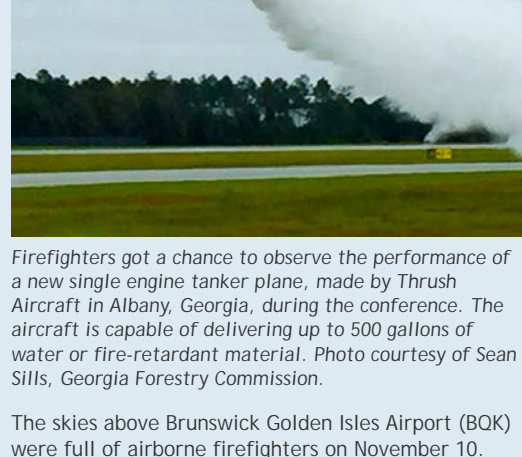 Firefighters got a chance to observe the performance of
a new single engine tanker plane, made by Thrush
Aircraft in Albany, Georgia, during the conference. The
aircraft is capable of delivering up to 500 gallons of
water or fire-retardant material. Photo courtesy of Sean
Sills, Georgia Forestry Commission.
The skies above Brunswick Golden Isles Airport (BQK)
were full of airborne firefighters on November 10.